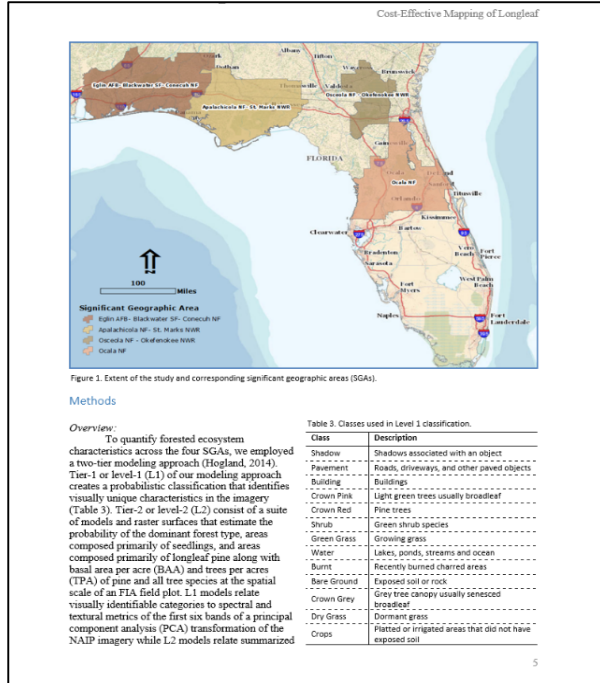 Cost-Effective Mapping of Longleaf
Albany
Tifton
Dothan
Brunswick
Thomasville
Valdosta
Eglin AFB- Blackwater SF- Conecuh NF
Apalachicola NF- St. Marks NWR
Osceola NF - Okefenokee NWR
Gainesville
FLORIDA
Ocala
Ocala NF
Sanford
Orlando
Titusville
Kissimmee
Clearwater
Bartow
Bradenton
Sarasota
Vero
Beach
Fort
Pierce
West Palm
Beach
Fort
Myers
Naples
Fort
Lauderdale
N
100
Miles
Significant Geographic Area
Eglin AFB- Blackwater SF- Conecuh NF
Apalachicola NF- St. Marks NWR
Osceola NF - Okefenokee NWR
Ocala NF
Figure 1. Extent of the study and corresponding significant geographic areas (SGAs).
Methods
Overview:
To quantify forested ecosystem
characteristics across the four SGAs, we employed
a two-tier modeling approach (Hogland, 2014).
Tier-1 or level-1 (L1) of our modeling approach
creates a probabilistic classification that identifies
visually unique characteristics in the imagery
(Table 3). Tier-2 or level-2 (L2) consist of a suite
of models and raster surfaces that estimate the
probability of the dominant forest type, areas
composed primarily of seedlings, and areas
composed primarily of longleaf pine along with
basal area per acre (BAA) and trees per acres
(TPA) of pine and all tree species at the spatial
scale of an FIA field plot. L1 models relate
visually identifiable categories to spectral and
textural metrics of the first six bands of a principal
component analysis (PCA) transformation of the
NAIP imagery while L2 models relate summarized
Table 3. Classes used in Level 1 classification.
Class Description
Shadow Shadows associated with an object
Pavement Roads, driveways, and other paved objects
Building Buildings
Crown Pink Light green trees usually broadleaf
Crown Red Pine trees
Shrub Green shrub species
Green Grass Growing grass
Water Lakes, ponds, streams and ocean
Burnt Recently burned charred areas
Bare Ground Exposed soil or rock
Crown Grey Grey tree canopy usually senesced
broadleaf
Dry Grass Dormant grass
Crops Platted or irrigated areas that did not have
exposed soil
5